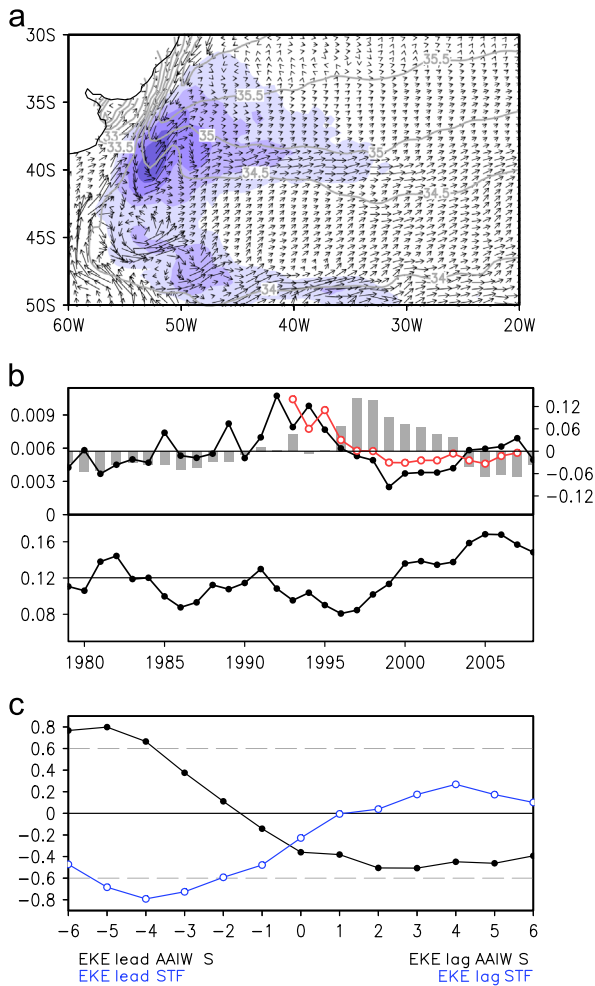 a
30S
35S
40S
45S
50S
35.5
35.5
33
33.5
35
35
34.5
34.5
34
34
60W 50W 40W 30W 20W
b
0.009
0.006
0.003
0
0.12
0.06
0
−0.06
−0.12
0.16
0.12
0.08
1980 1985 1990 1995 2000 2005
c
0.8
0.6
0.4
0.2
0
−0.2
−0.4
−0.6
−0.8
−6 −5 −4 −3 −2 −1 0 1 2 3 4 5 6
EKE lead AAIW S EKE lag AAIW S
EKE lead STF EKE lag STF